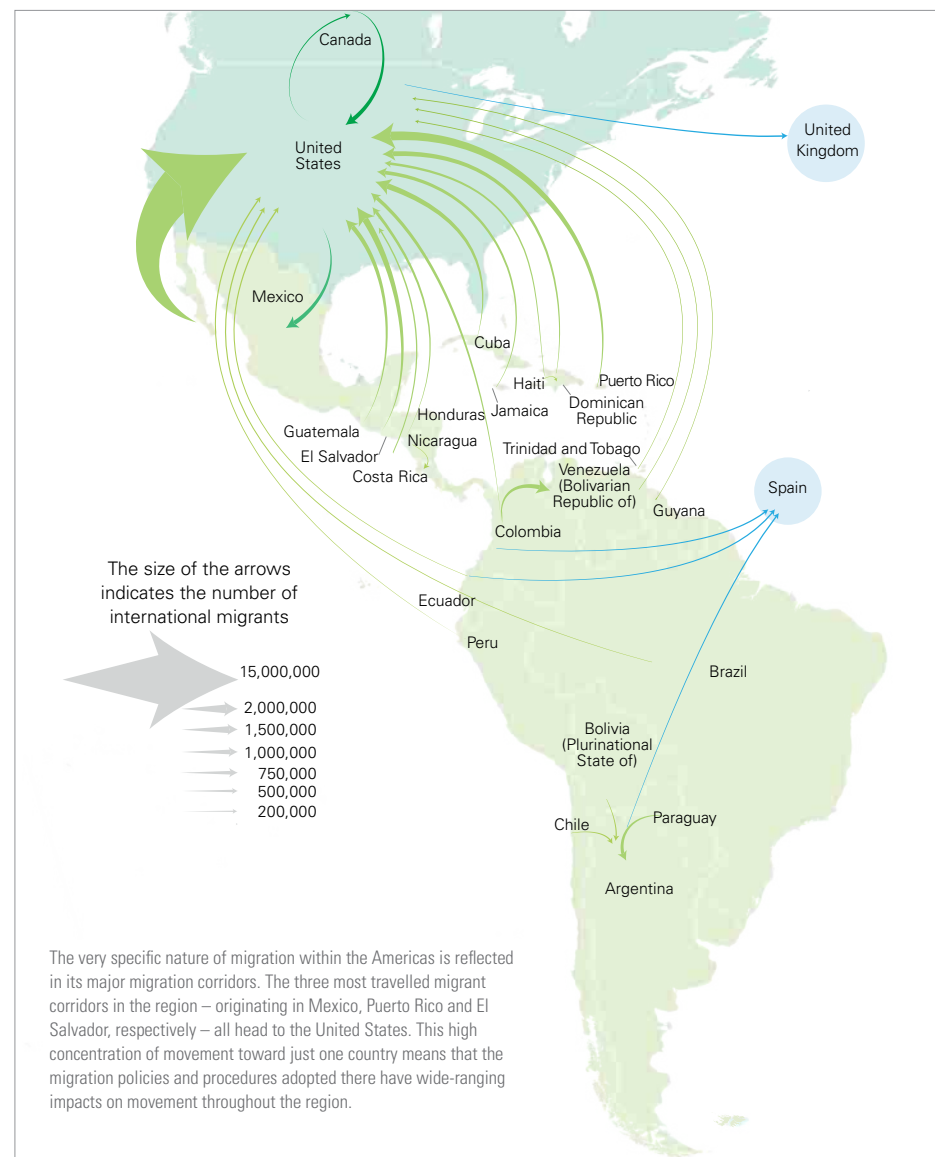 Canada
United
States
United
Kingdom
Mexico
Cuba
Haiti
Jamaica
Puerto Rico
Dominican
Republic
Guatemala
El Salvador
Honduras
Nicaragua
Costa Rica
Trinidad and Tobago
Venezuela
(Bolivarian
Republic of)
Guyana
Colombia
Spain
Ecuador
Peru
Brazil
Bolivia
(Plurinational
State of)
Chile
Paraguay
Argentina
The size of the arrows
indicates the number of
international migrants
15,000,000
2,000,000
1,500,000
1,000,000
750,000
500,000
200,000
The very specific nature of migration within the Americas is reflected
in its major migration corridors. The three most travelled migrant
corridors in the region – originating in Mexico, Puerto Rico and El
Salvador, respectively – all head to the United States. This high
concentration of movement toward just one country means that the
migration policies and procedures adopted there have wide-ranging
impacts on movement throughout the region.